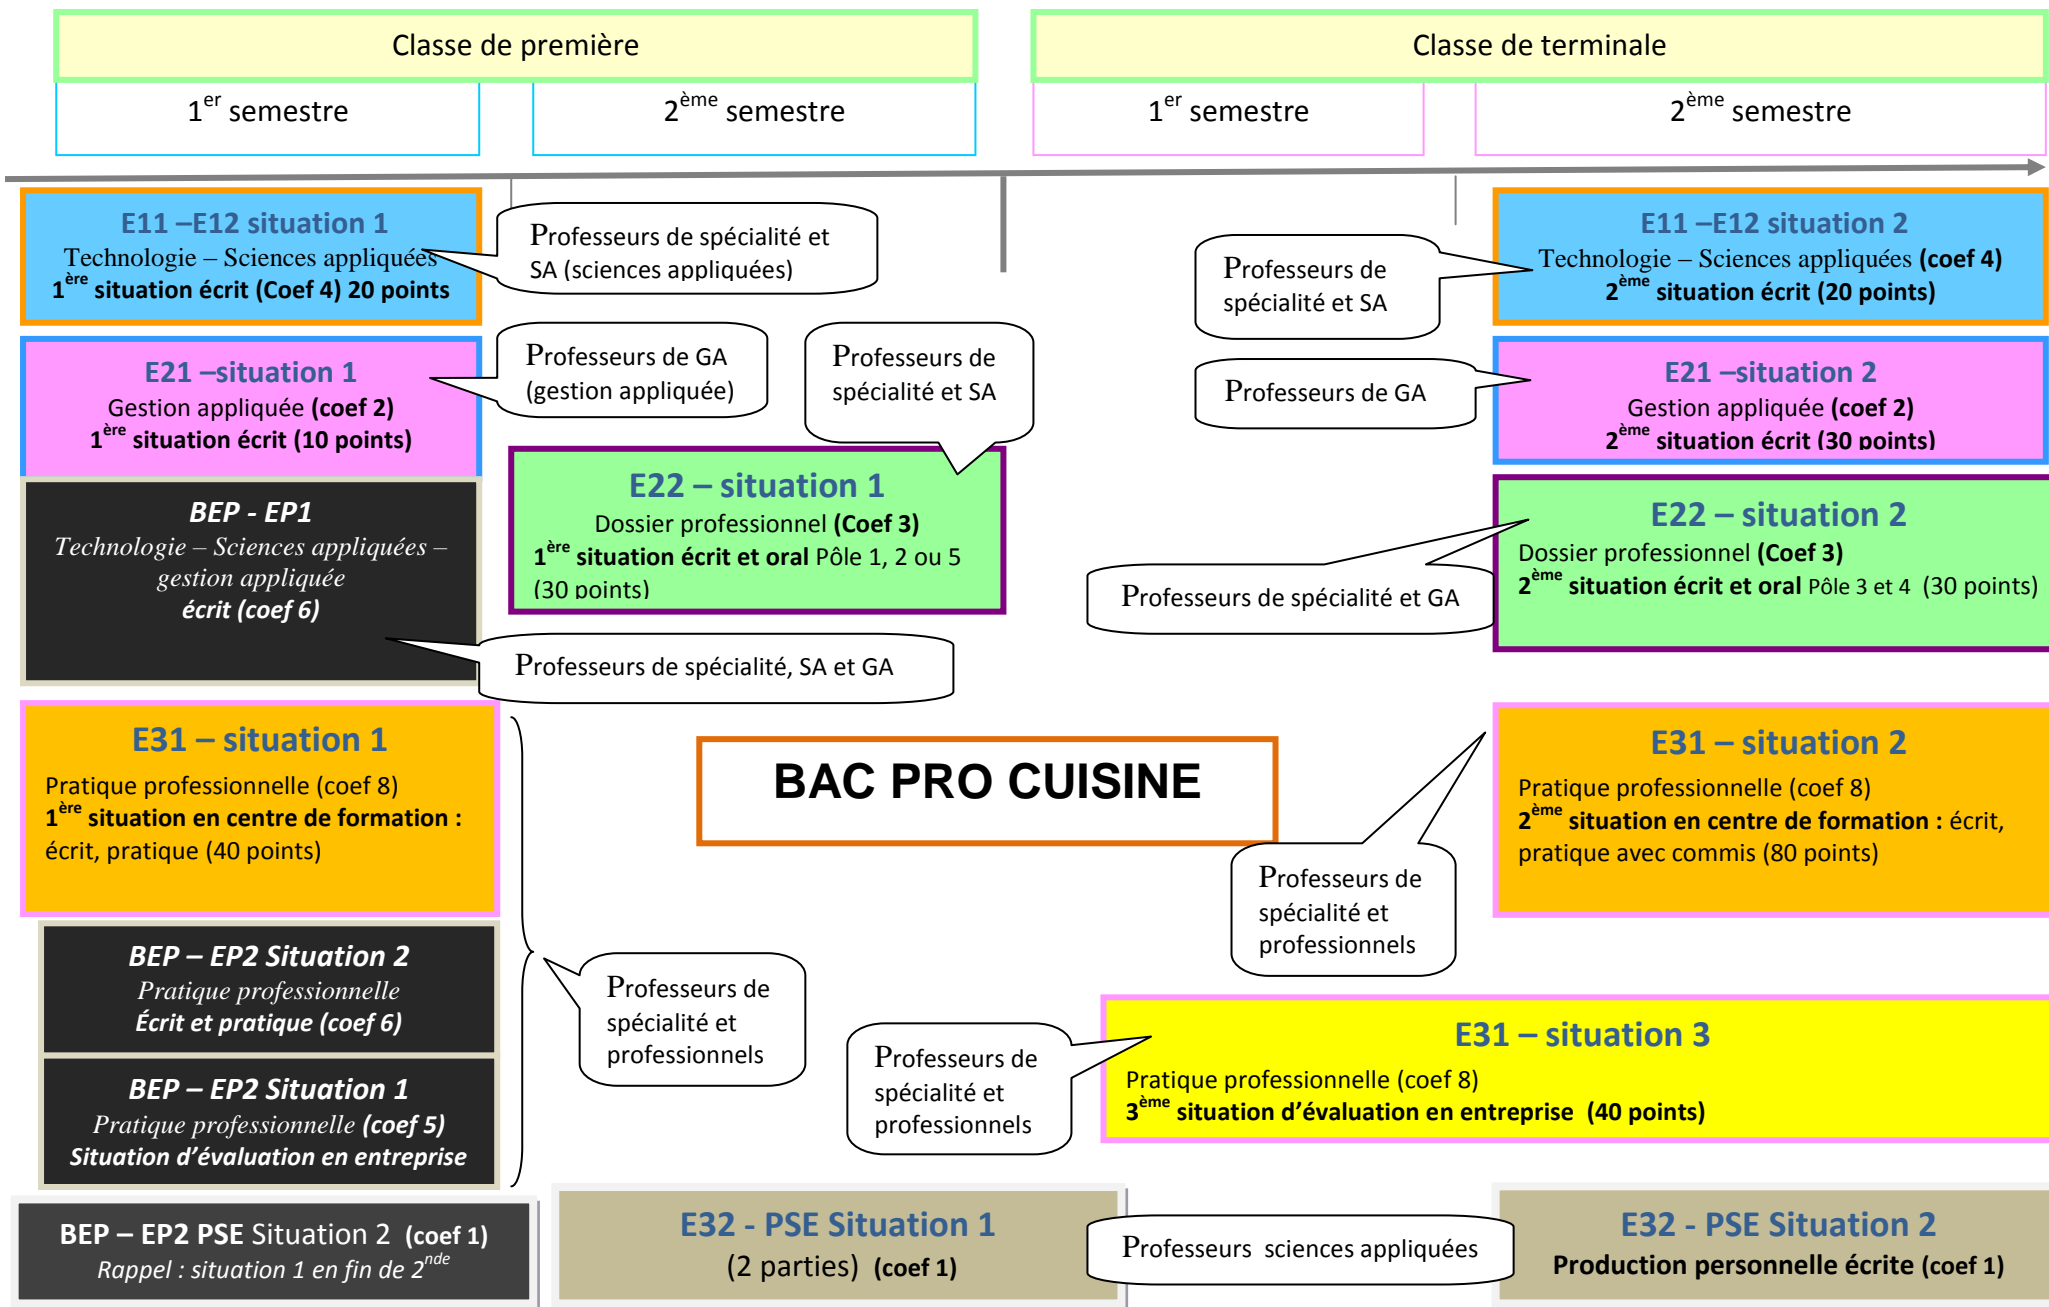 Classe de première
Classe de terminale
1er semestre
2ème semestre
1er semestre
2ème semestre
E11 –E12 situation 1
Technologie – Sciences appliquées
1ère situation écrit (Coef 4) 20 points
Professeurs de spécialité et
SA (sciences appliquées)
Professeurs de
spécialité et SA
E11 –E12 situation 2
Technologie – Sciences appliquées (coef 4)
2ème situation écrit (20 points)
E21 –situation 1
Gestion appliquée (coef 2)
1ère situation écrit (10 points)
Professeurs de GA
(gestion appliquée)
Professeurs de
spécialité et SA
Professeurs de GA
E21 –situation 2
Gestion appliquée (coef 2)
2ème situation écrit (30 points)
BEP - EP1
Technologie – Sciences appliquées –
gestion appliquée
écrit (coef 6)
E22 – situation 1
Dossier professionnel (Coef 3)
1ère situation écrit et oral Pôle 1, 2 ou 5
(30 points)
Professeurs de spécialité et GA
E22 – situation 2
Dossier professionnel (Coef 3)
2ème situation écrit et oral Pôle 3 et 4 (30 points)
Professeurs de spécialité, SA et GA
E31 – situation 1
Pratique professionnelle (coef 8)
1ère situation en centre de formation :
écrit, pratique (40 points)
BAC PRO CUISINE
E31 – situation 2
Pratique professionnelle (coef 8)
2ème situation en centre de formation : écrit,
pratique avec commis (80 points)
Professeurs de
spécialité et
professionnels
BEP – EP2 Situation 2
Pratique professionnelle
Écrit et pratique (coef 6)
Professeurs de
spécialité et
professionnels
Professeurs de
spécialité et
professionnels
E31 – situation 3
Pratique professionnelle (coef 8)
3ème situation d’évaluation en entreprise (40 points)
BEP – EP2 Situation 1
Pratique professionnelle (coef 5)
Situation d’évaluation en entreprise
BEP – EP2 PSE Situation 2 (coef 1)
Rappel : situation 1 en fin de 2nde
E32 - PSE Situation 1
(2 parties) (coef 1)
Professeurs sciences appliquées
E32 - PSE Situation 2
Production personnelle écrite (coef 1)